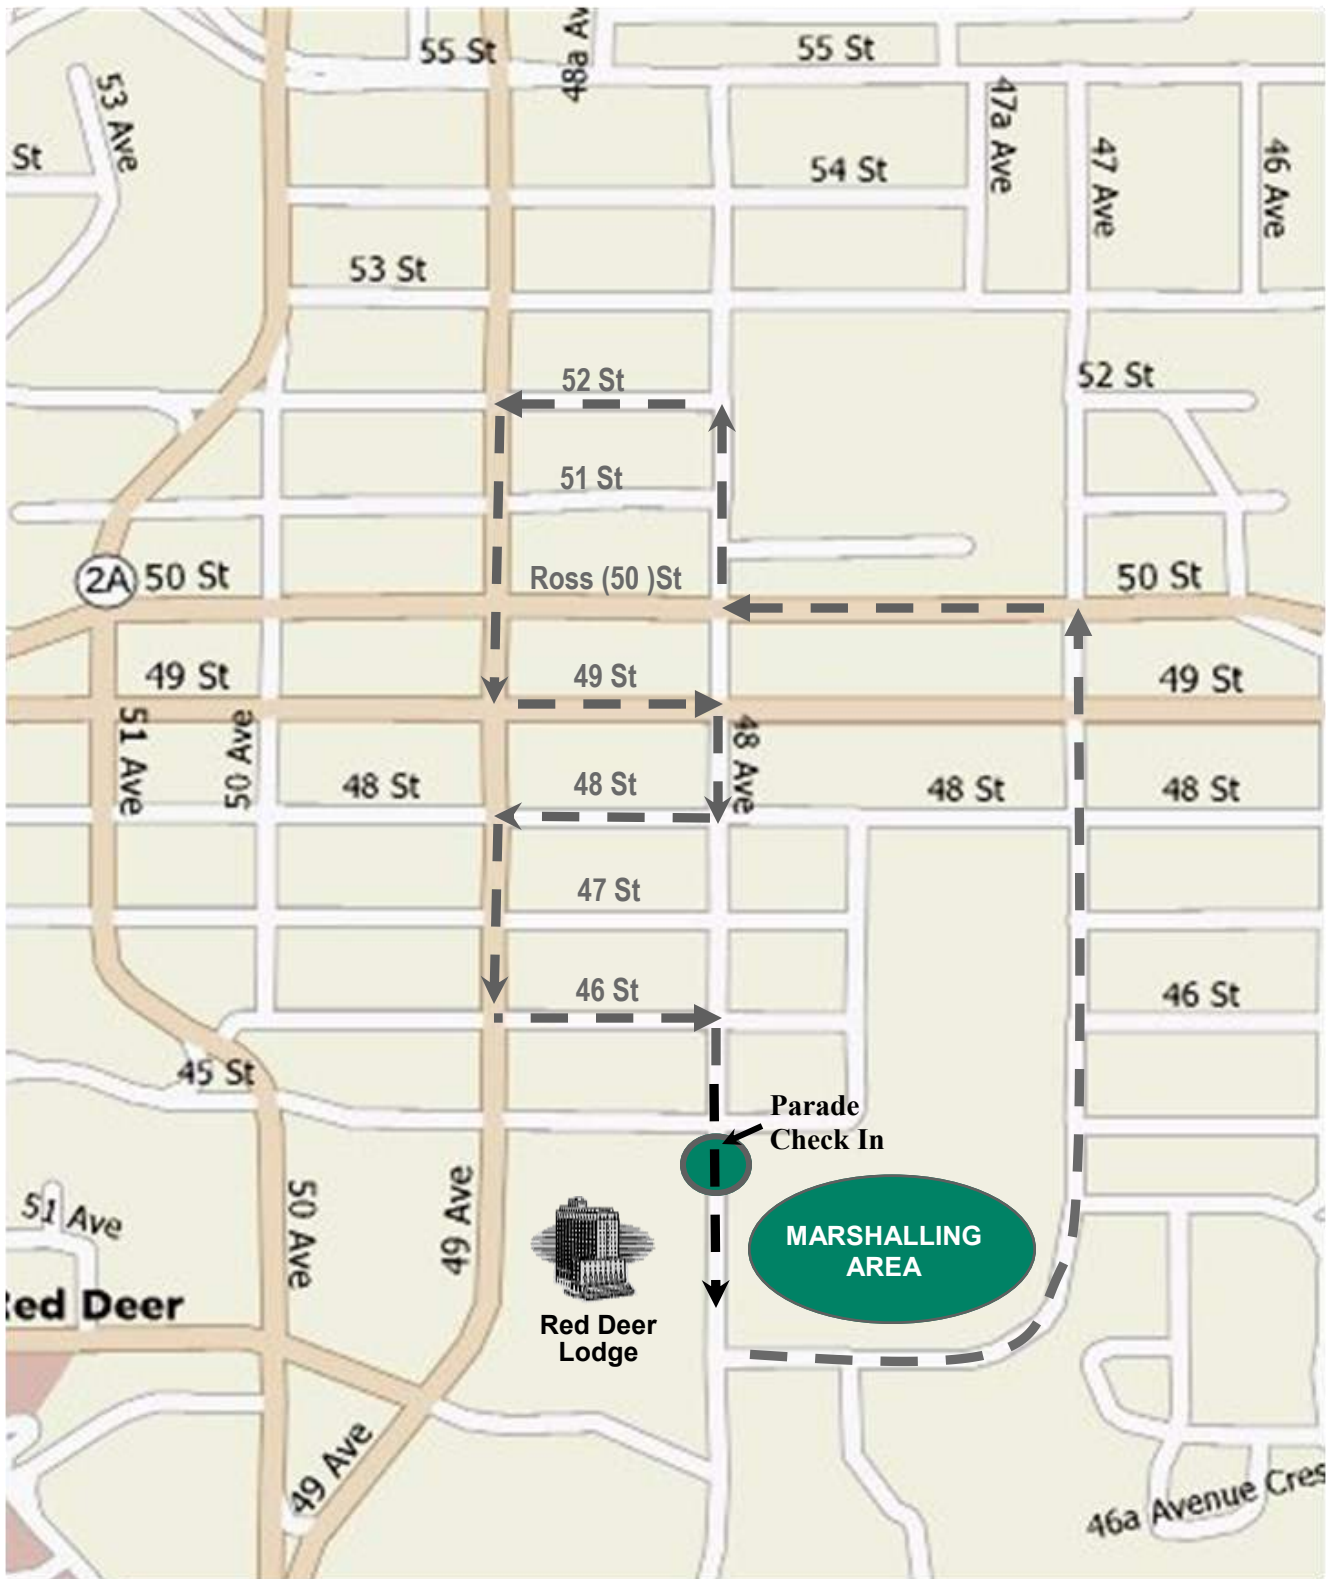 55 St
48a Av
55 St
53 Ave
47a Ave
St
54 St
47 Ave
46 Ave
53 St
52 St
52 St
51 St
2A
50 St
Ross (50 )St
50 St
49 St
49 St
49 St
51 Ave
50 Ave
48 Ave
48 St
48 St
48 St
48 St
47 St
46 St
46 St
45 St
Parade
Check In
51 Ave
50 Ave
49 Ave
MARSHALLING
AREA
Red Deer
Red Deer
Lodge
49 Ave
46a Avenue Cres